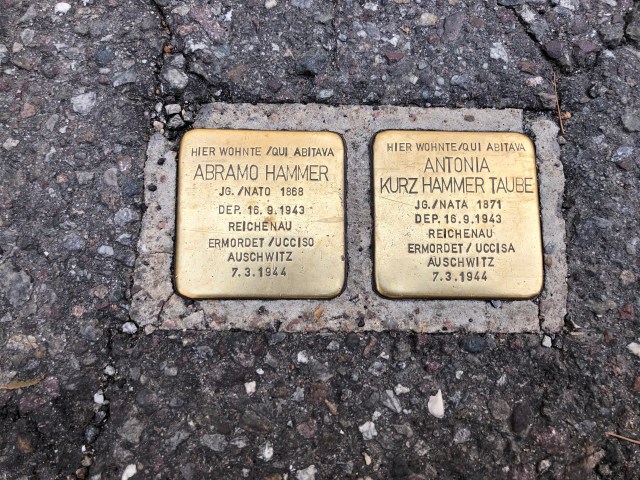 HIER WOHNTE/QUI ABITAVA
ABRAMO HAMMER
JG./NATO 1868
DEP. 16.9.1943
REICHENAU
ERMORDET/UCCISO
AUSCHWITZ
7.3.1944
HIER WOHNTE/QUI ABITAVA
ANTONIA
KURZ HAMMER TAUBE
JG./NATA 1871
DEP. 16.9.1943
REICHENAU
ERMORDET/UCCISA
AUSCHWITZ
7.3.1944